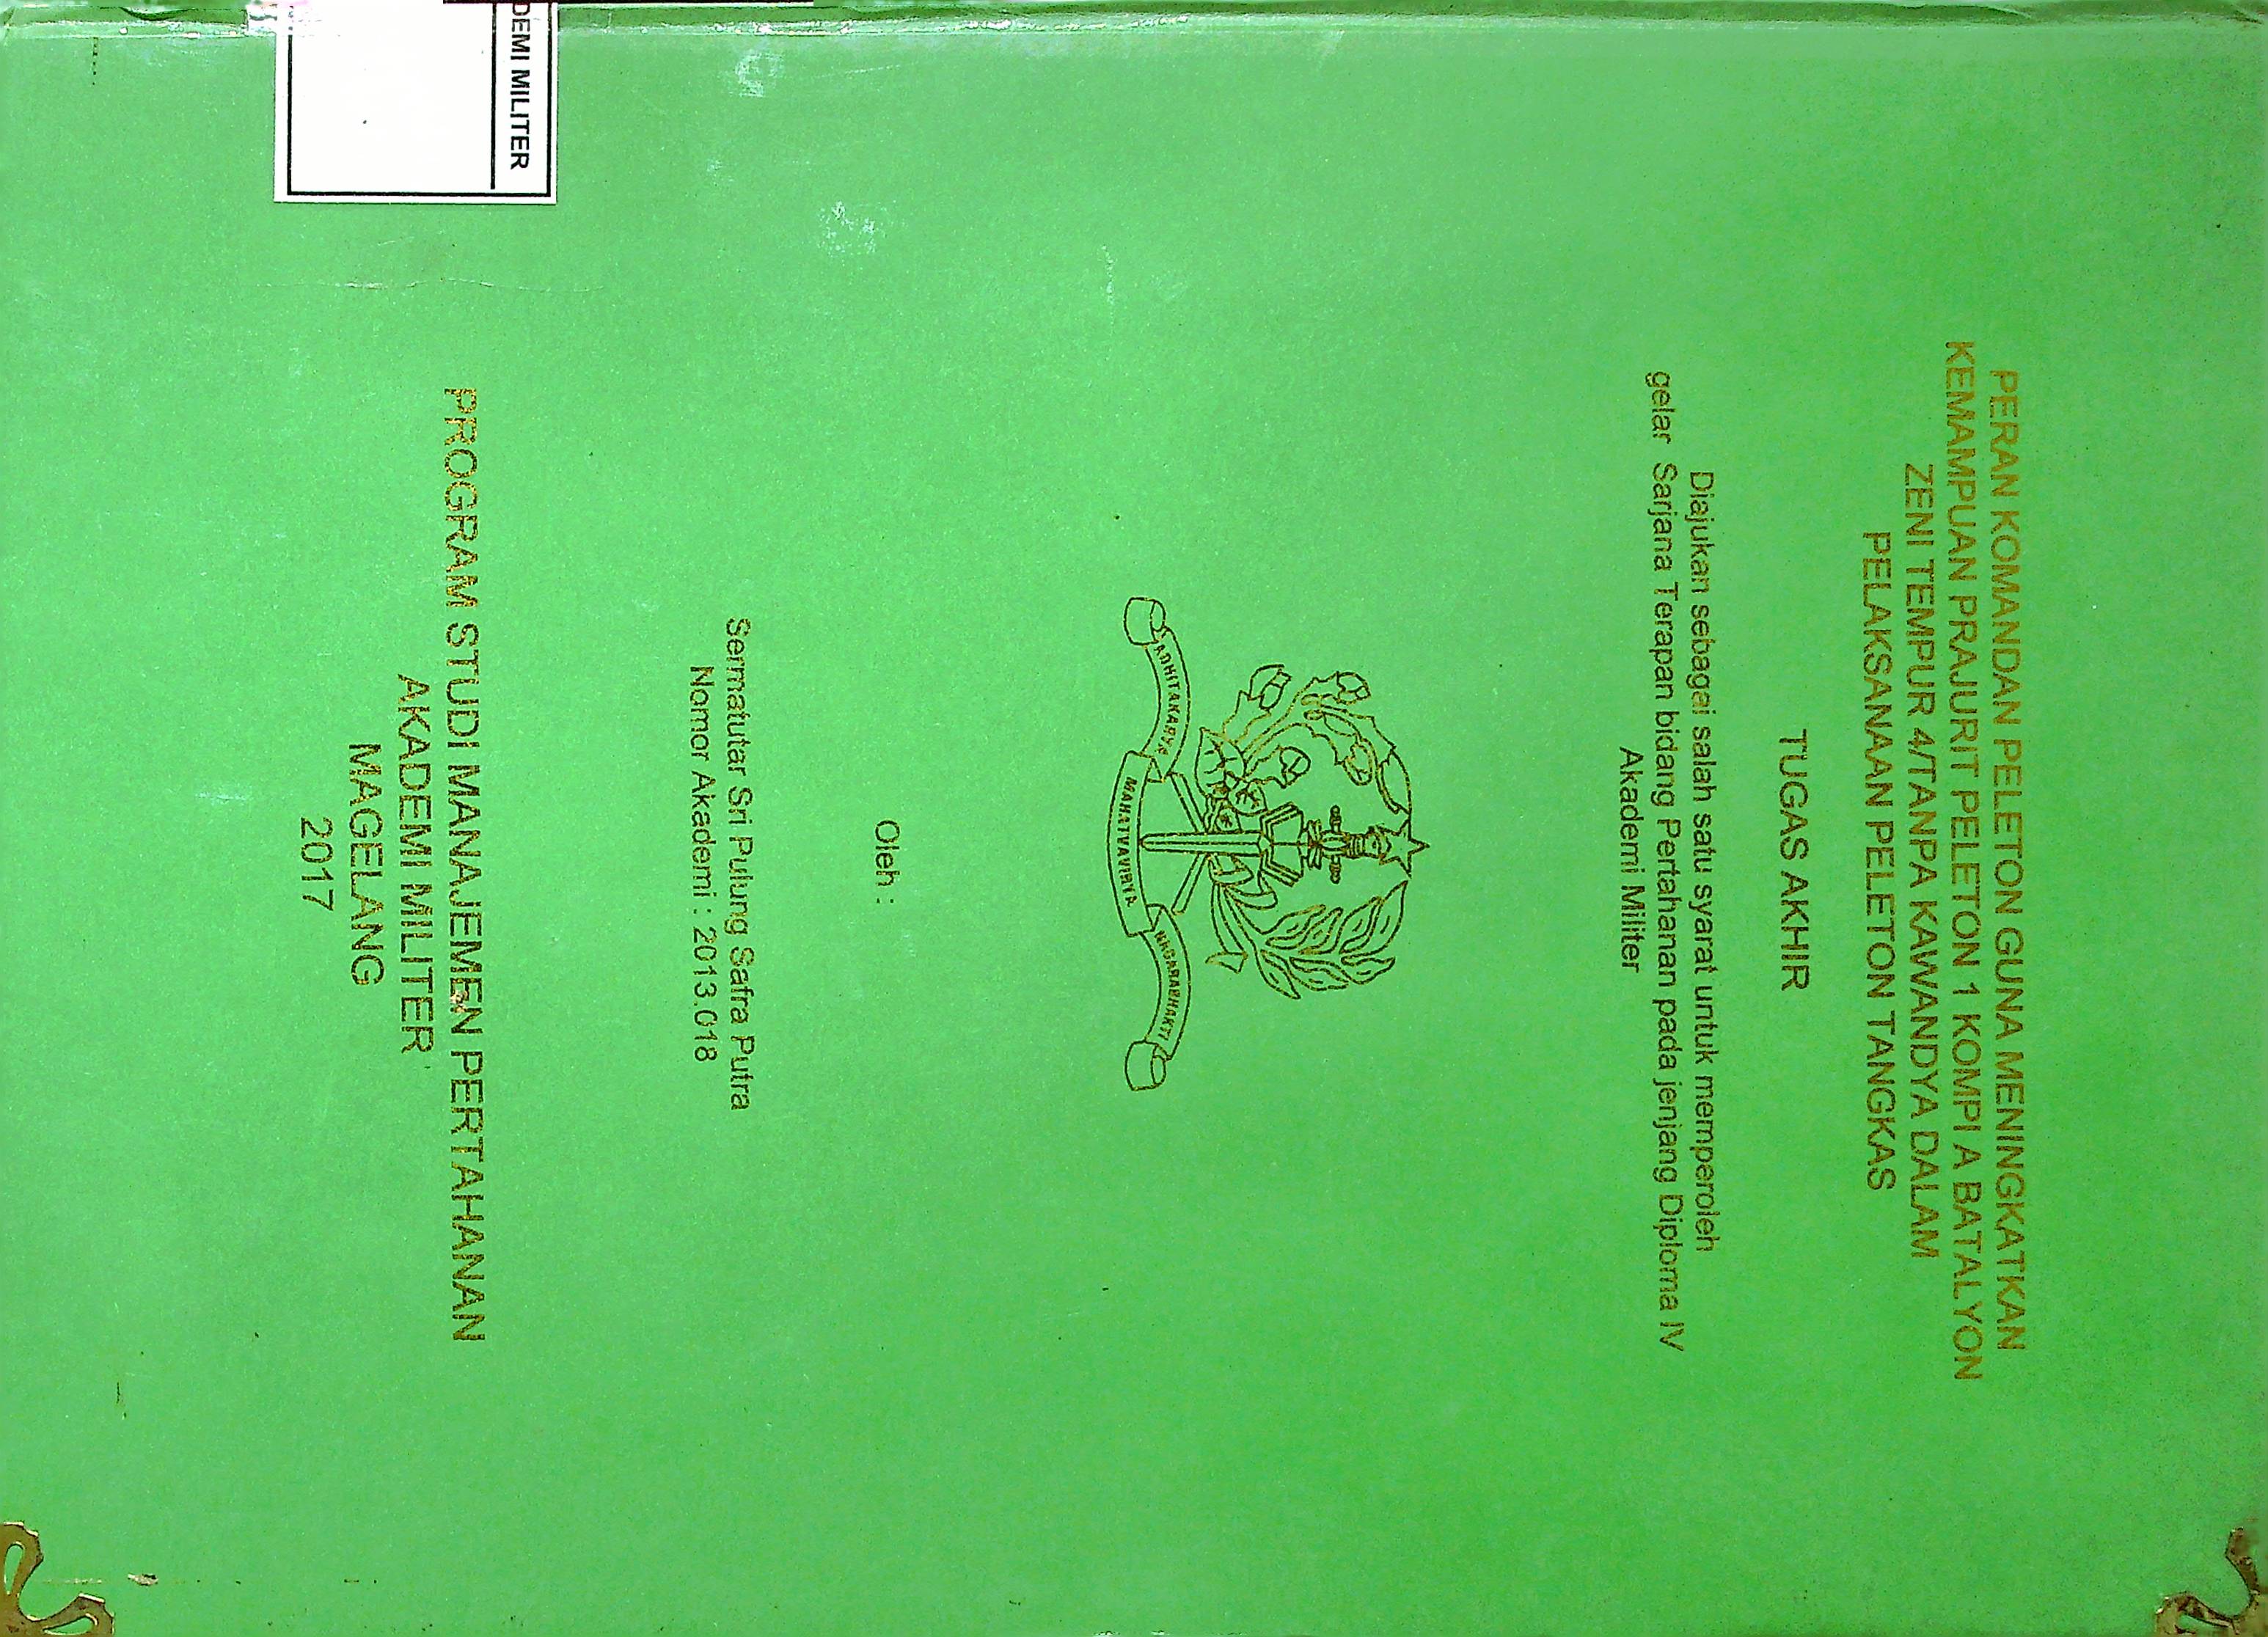 PERAN KOMANDAN PELETON GUNA MENINGKATKAN
KEMAMPUAN PRAJURIT PELETON 1 KOMPI A BATALYON
ZENI TEMPUR 4/TANPA KAWANDYA DALAM
PELAKSANAAN PELETON TANGKAS
TUGAS AKHIR
Diajukan sebagai salah satu syarat untuk memperoleh
gelar Sarjana Terapan bidang Pertahanan pada jenjang Diploma IV
Akademi Militer
ADHITAKARYA
MAHATVAVIRYA
NAGARABHAKTI
Oleh :
Sermatutar Sri Pulung Safra Putra
Nomor Akademi : 2013.018
PROGRAM STUDI MANAJEMEN PERTAHANAN
AKADEMI MILITER
MAGELANG
2017
DEMI MILITER